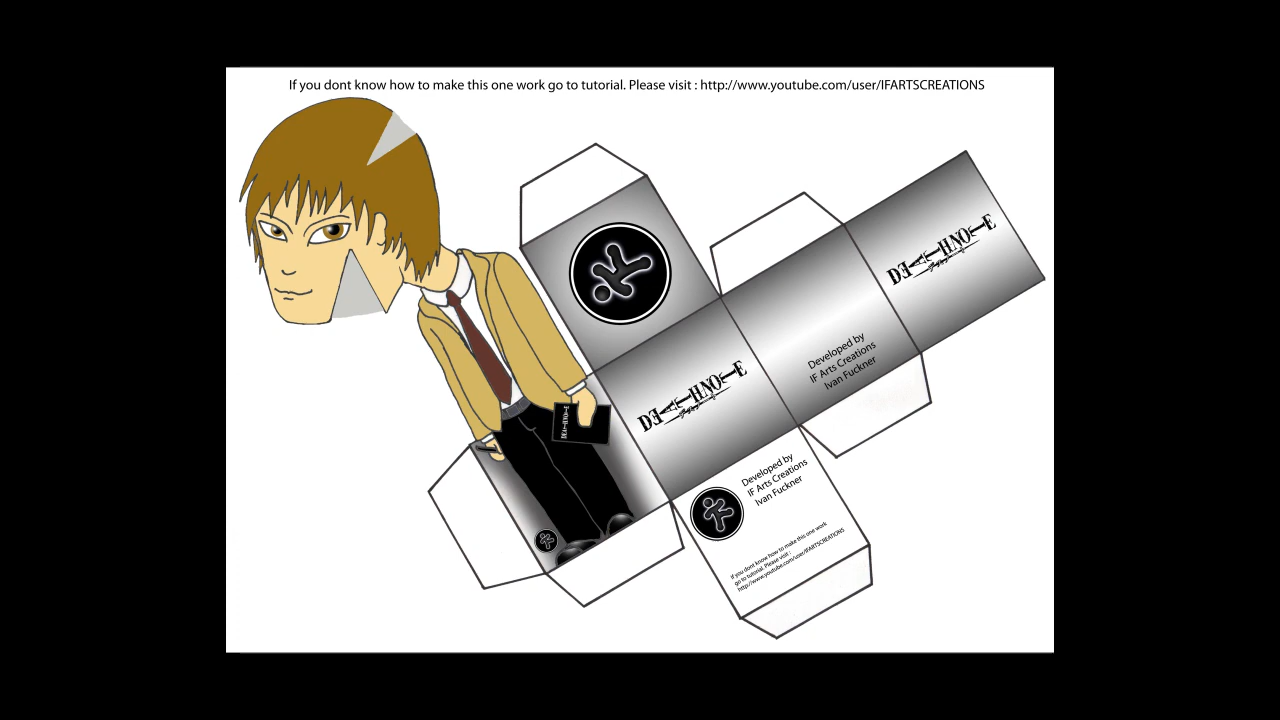 If you dont know how to make this one work go to tutorial. Please visit : http://www.youtube.com/user/IFARTSCREATIONS
DEATH NOTE
DEATH NOTE
Developed by
IF Arts Creations
Ivan Fuckner
DEATH NOTE
Developed by
IF Arts Creations
Ivan Fuckner
If you dont know how to make this one work
go to tutorial. Please visit :
http://www.youtube.com/user/IFARTSCREATIONS